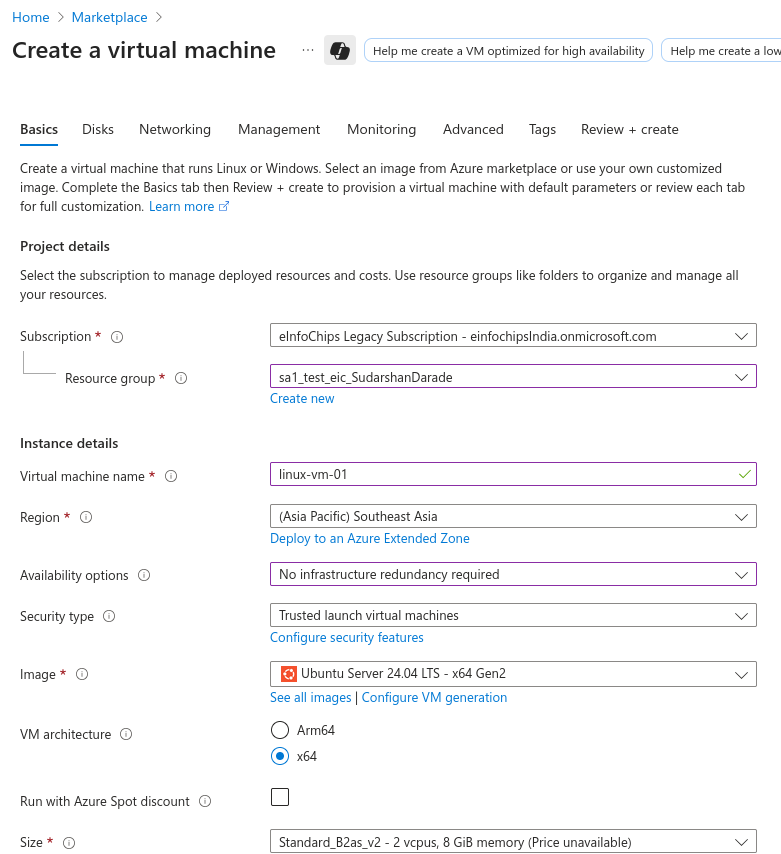 Home > Marketplace >
Create a virtual machine ... Help me create a VM optimized for high availability Help me create a low
Basics Disks Networking Management Monitoring Advanced Tags Review + create
Create a virtual machine that runs Linux or Windows. Select an image from Azure marketplace or use your own customized
image. Complete the Basics tab then Review + create to provision a virtual machine with default parameters or review each tab
for full customization. Learn more
Project details
Select the subscription to manage deployed resources and costs. Use resource groups like folders to organize and manage all
your resources.
Subscription * eInfoChips Legacy Subscription - einfochipsIndia.onmicrosoft.com
Resource group * sa1_test_eic_SudarshanDarade
Create new
Instance details
Virtual machine name * linux-vm-01
Region * (Asia Pacific) Southeast Asia
Deploy to an Azure Extended Zone
Availability options No infrastructure redundancy required
Security type Trusted launch virtual machines
Configure security features
Image * Ubuntu Server 24.04 LTS - x64 Gen2
See all images | Configure VM generation
VM architecture Arm64
x64
Run with Azure Spot discount
Size * Standard_B2as_v2 - 2 vcpus, 8 GiB memory (Price unavailable)